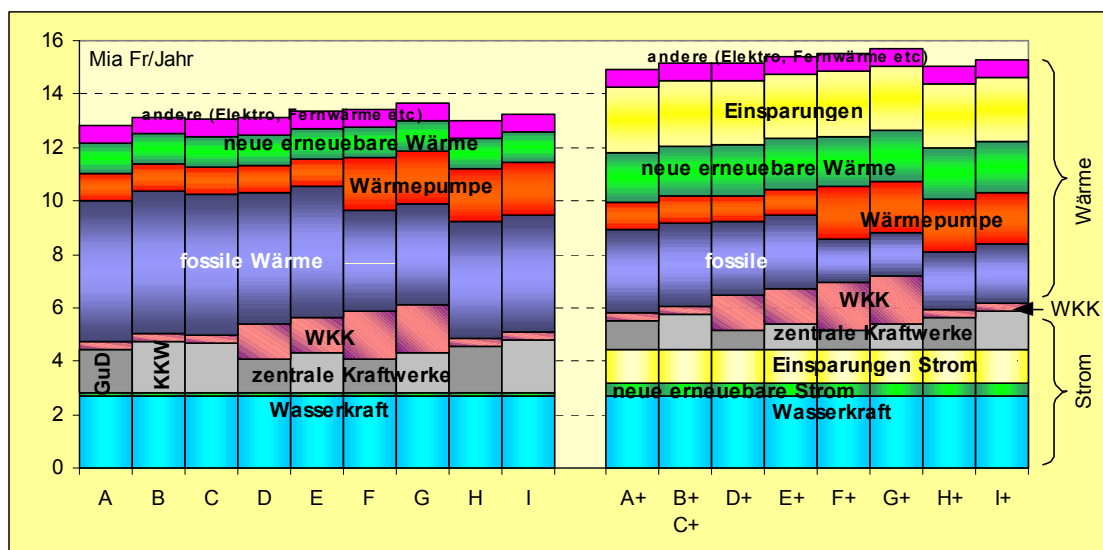 16
14
12
10
8
6
4
2
0
Mia Fr/Jahr
andere (Elektro, Fernwärme etc)
neue erneuebare Wärme
Wärmepumpe
fossile Wärme
WKK
GuD
KKW
zentrale Kraftwerke
Wasserkraft
andere (Elektro, Fernwärme etc)
Einsparungen
neue erneuebare Wärme
Wärmepumpe
fossile
WKK
zentrale Kraftwerke
Einsparungen Strom
neue erneuebare Strom
Wasserkraft
Wärme
WKK
Strom
A B C D E F G H I A+ B+ D+ E+ F+ G+ H+ I+
C+